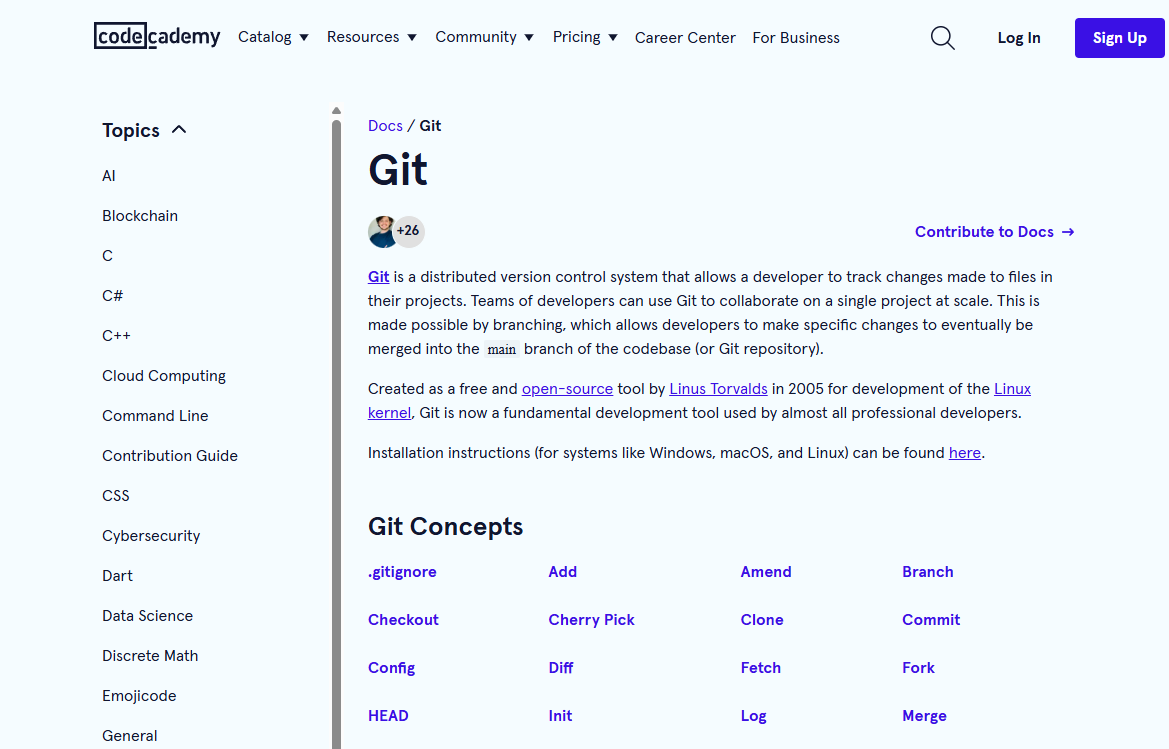 codecademy Catalog Resources Community Pricing Career Center For Business Log In Sign Up
Topics
AI
Blockchain
C
C#
C++
Cloud Computing
Command Line
Contribution Guide
CSS
Cybersecurity
Dart
Data Science
Discrete Math
Emojicode
General
Docs / Git
Git
+26
Contribute to Docs →
Git is a distributed version control system that allows a developer to track changes made to files in
their projects. Teams of developers can use Git to collaborate on a single project at scale. This is
made possible by branching, which allows developers to make specific changes to eventually be
merged into the main branch of the codebase (or Git repository).
Created as a free and open-source tool by Linus Torvalds in 2005 for development of the Linux
kernel, Git is now a fundamental development tool used by almost all professional developers.
Installation instructions (for systems like Windows, macOS, and Linux) can be found here.
Git Concepts
.gitignore Add Amend Branch
Checkout Cherry Pick Clone Commit
Config Diff Fetch Fork
HEAD Init Log Merge